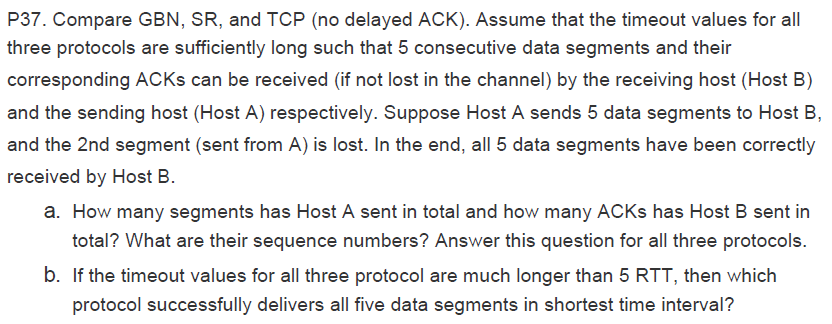 P37. Compare GBN, SR, and TCP (no delayed ACK). Assume that the timeout values for all
three protocols are sufficiently long such that 5 consecutive data segments and their
corresponding ACKs can be received (if not lost in the channel) by the receiving host (Host B)
and the sending host (Host A) respectively. Suppose Host A sends 5 data segments to Host B,
and the 2nd segment (sent from A) is lost. In the end, all 5 data segments have been correctly
received by Host B.
a. How many segments has Host A sent in total and how many ACKs has Host B sent in
total? What are their sequence numbers? Answer this question for all three protocols.
b. If the timeout values for all three protocol are much longer than 5 RTT, then which
protocol successfully delivers all five data segments in shortest time interval?